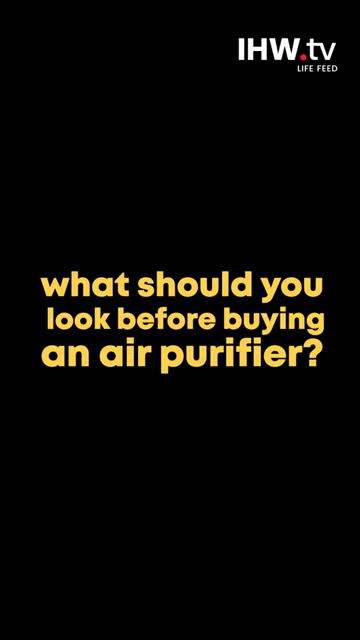 IHW.tv
LIFE FEED
what should you
look before buying
an air purifier?